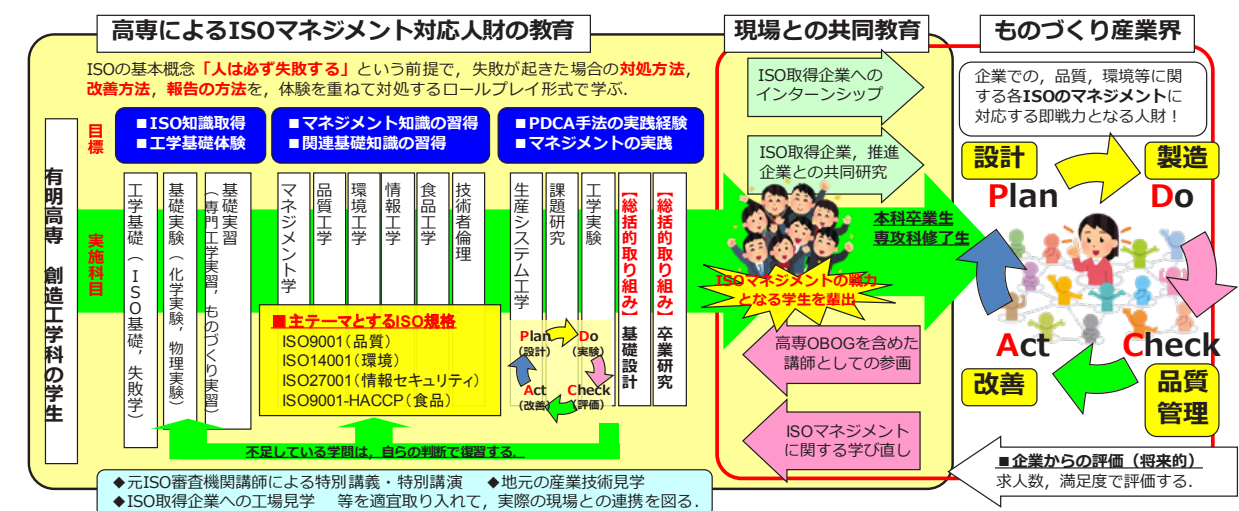 高専によるISOマネジメント対応人財の教育
ISOの基本概念「人は必ず失敗する」という前提で，失敗が起きた場合の対処方法，
改善方法，報告の方法を，体験を重ねて対処するロールプレイ形式で学ぶ．
有明高専　創造工学科の学生
目標
■ISO知識取得
■工学基礎体験
■マネジメント知識の習得
■関連基礎知識の習得
■PDCA手法の実践経験
■マネジメントの実践
実施科目
工学基礎（ISO基礎，失敗学）
基礎実験（化学実験，物理実験）
基礎実習
（専門工学実習，ものづくり実習）
マネジメント学
品質工学
環境工学
情報工学
食品工学
技術者倫理
生産システム工学
課題研究
工学実験
【総括的取り組み】基礎設計
【総括的取り組み】卒業研究
■主テーマとするISO規格
ISO9001（品質）
ISO14001（環境）
ISO27001（情報セキュリティ）
ISO9001-HACCP（食品）
Plan
（設計）
Do
（実験）
Act
（改善）
Check
（評価）
不足している学問は，自らの判断で復習する．
◆元ISO審査機関講師による特別講義・特別講演　◆地元の産業技術見学
◆ISO取得企業への工場見学　等を適宜取り入れて，実際の現場との連携を図る．
現場との共同教育
ISO取得企業への
インターンシップ
ISO取得企業，推進
企業との共同研究
ISOマネジメントの戦力
となる学生を輩出
本科卒業生
専攻科修了生
高専OBOGを含めた
講師としての参画
ISOマネジメント
に関する学び直し
ものづくり産業界
企業での，品質，環境等に関
する各ISOのマネジメントに
対応する即戦力となる人財！
設計
製造
Plan
Do
Act
Check
改善
品質
管理
■企業からの評価（将来的）
求人数，満足度で評価する．